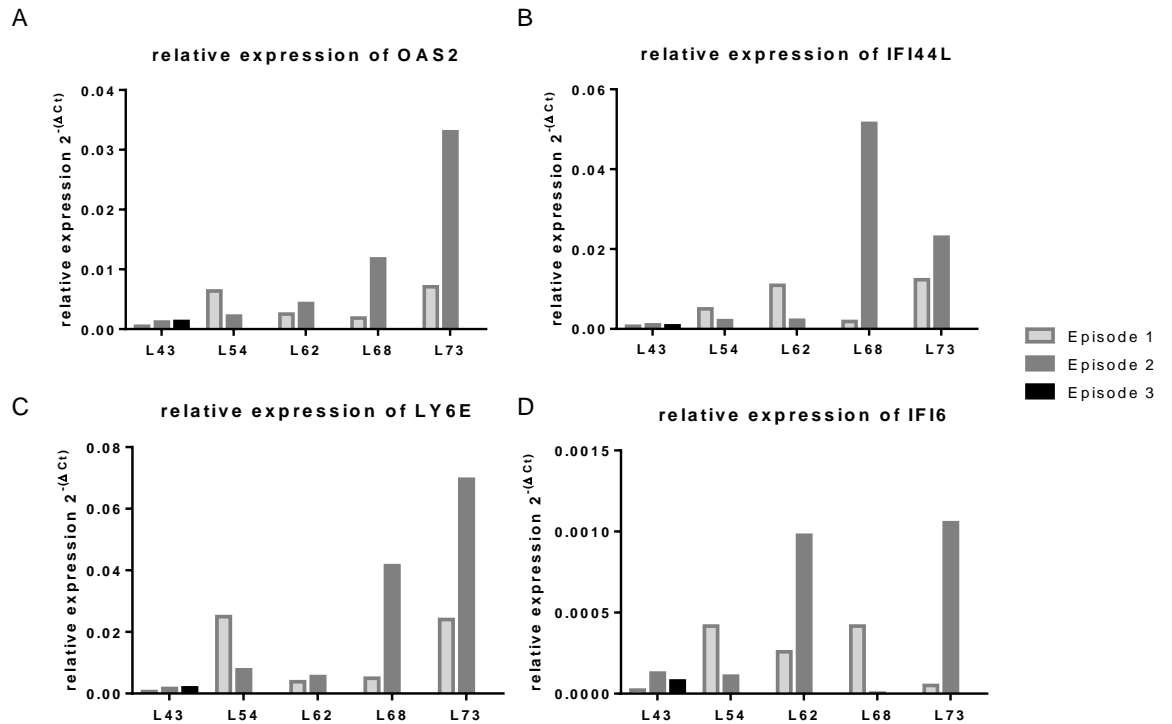 A
relative expression of OAS2
relative expression 2^-(Δ Ct)
0.04
0.03
0.02
0.01
0.00
L43 L54 L62 L68 L73
B
relative expression of IFI44L
relative expression 2^-(Δ Ct)
0.06
0.04
0.02
0.00
L43 L54 L62 L68 L73
Episode 1
Episode 2
Episode 3
C
relative expression of LY6E
relative expression 2^-(Δ Ct)
0.08
0.06
0.04
0.02
0.00
L43 L54 L62 L68 L73
D
relative expression of IFI6
relative expression 2^-(Δ Ct)
0.0015
0.0010
0.0005
0.0000
L43 L54 L62 L68 L73